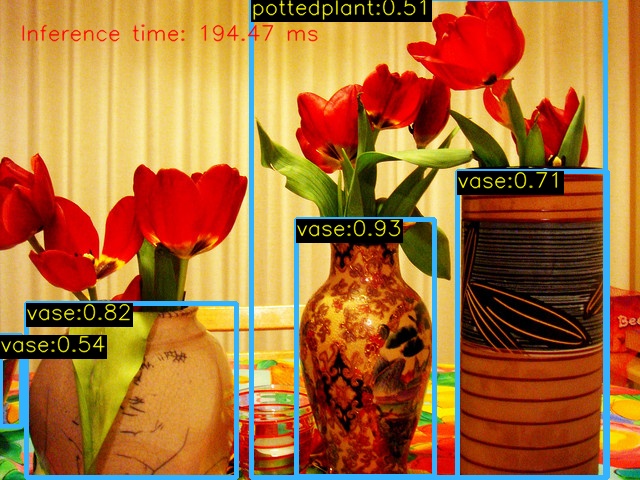 pottedplant:0.51
Inference time: 194.47 ms
vase:0.71
vase:0.93
vase:0.82
vase:0.54
Bee